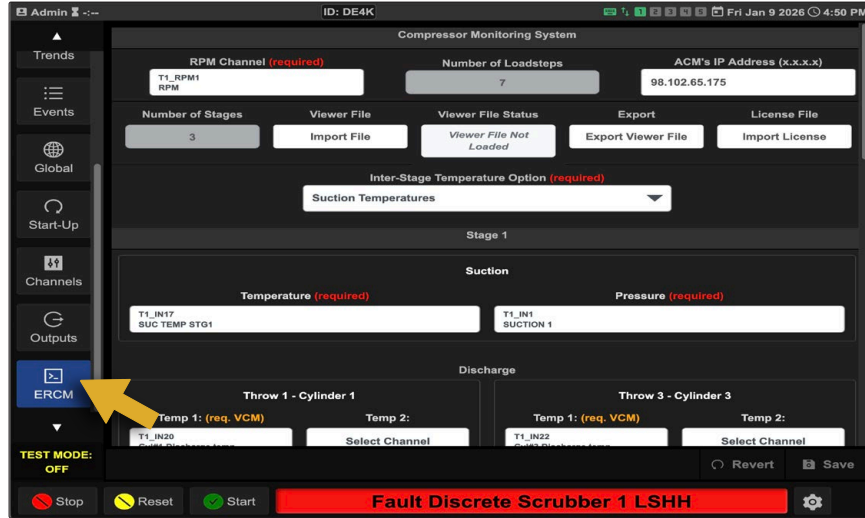 Admin -:--
ID: DE4K
1 2 3 4 5 Fri Jan 9 2026 4:50 PM
Trends
Events
Global
Start-Up
Channels
Outputs
ERCM
TEST MODE:
OFF
Compressor Monitoring System
RPM Channel (required)
Number of Loadsteps
ACM's IP Address (x.x.x.x)
T1_RPM1
RPM
7
98.102.65.175
Number of Stages
Viewer File
Viewer File Status
Export
License File
3
Import File
Viewer File Not
Loaded
Export Viewer File
Import License
Inter-Stage Temperature Option (required)
Suction Temperatures
Stage 1
Suction
Temperature (required)
Pressure (required)
T1_IN17
SUC TEMP STG1
T1_IN1
SUCTION 1
Discharge
Throw 1 - Cylinder 1
Throw 3 - Cylinder 3
Temp 1: (req. VCM)
Temp 2:
Temp 1: (req. VCM)
Temp 2:
T1_IN20
Select Channel
T1_IN22
Select Channel
Revert
Save
Stop
Reset
Start
Fault Discrete Scrubber 1 LSHH